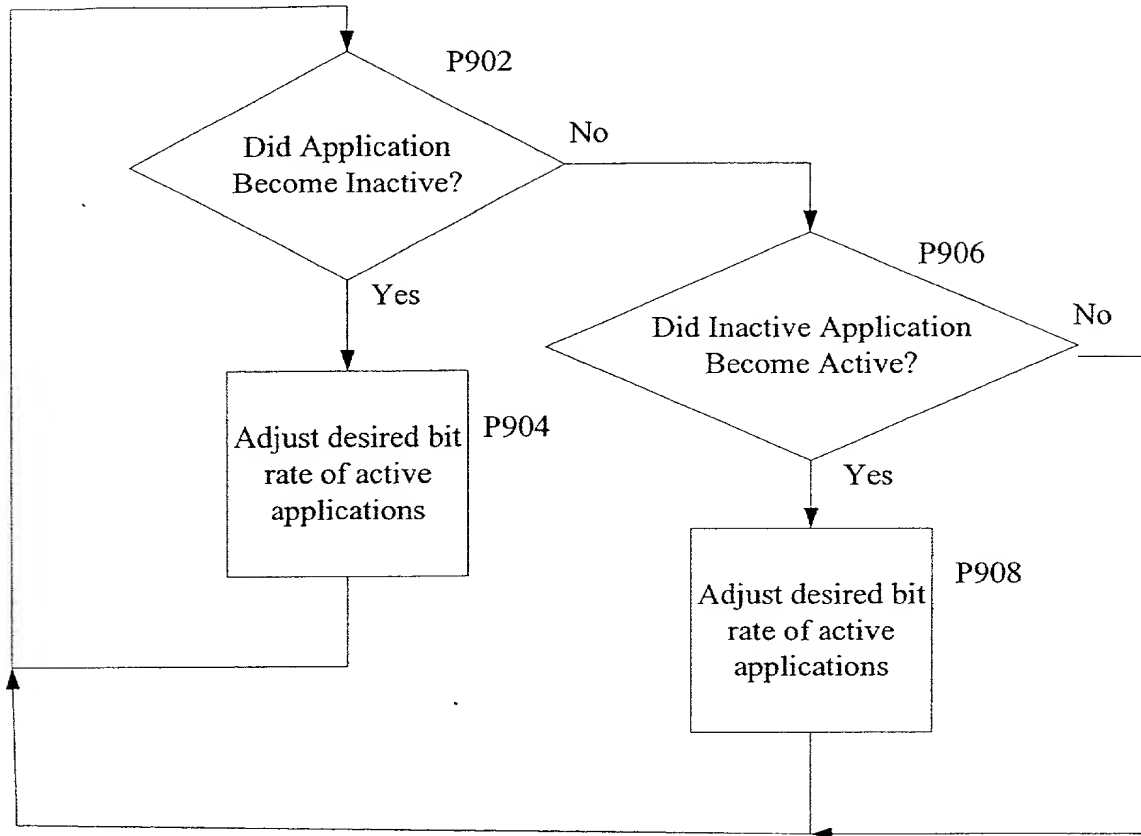 P902
No
Did Application
Become Inactive?
P906
Yes
No
Did Inactive Application
Become Active?
P904
Adjust desired bit
rate of active
applications
Yes
P908
Adjust desired bit
rate of active
applications